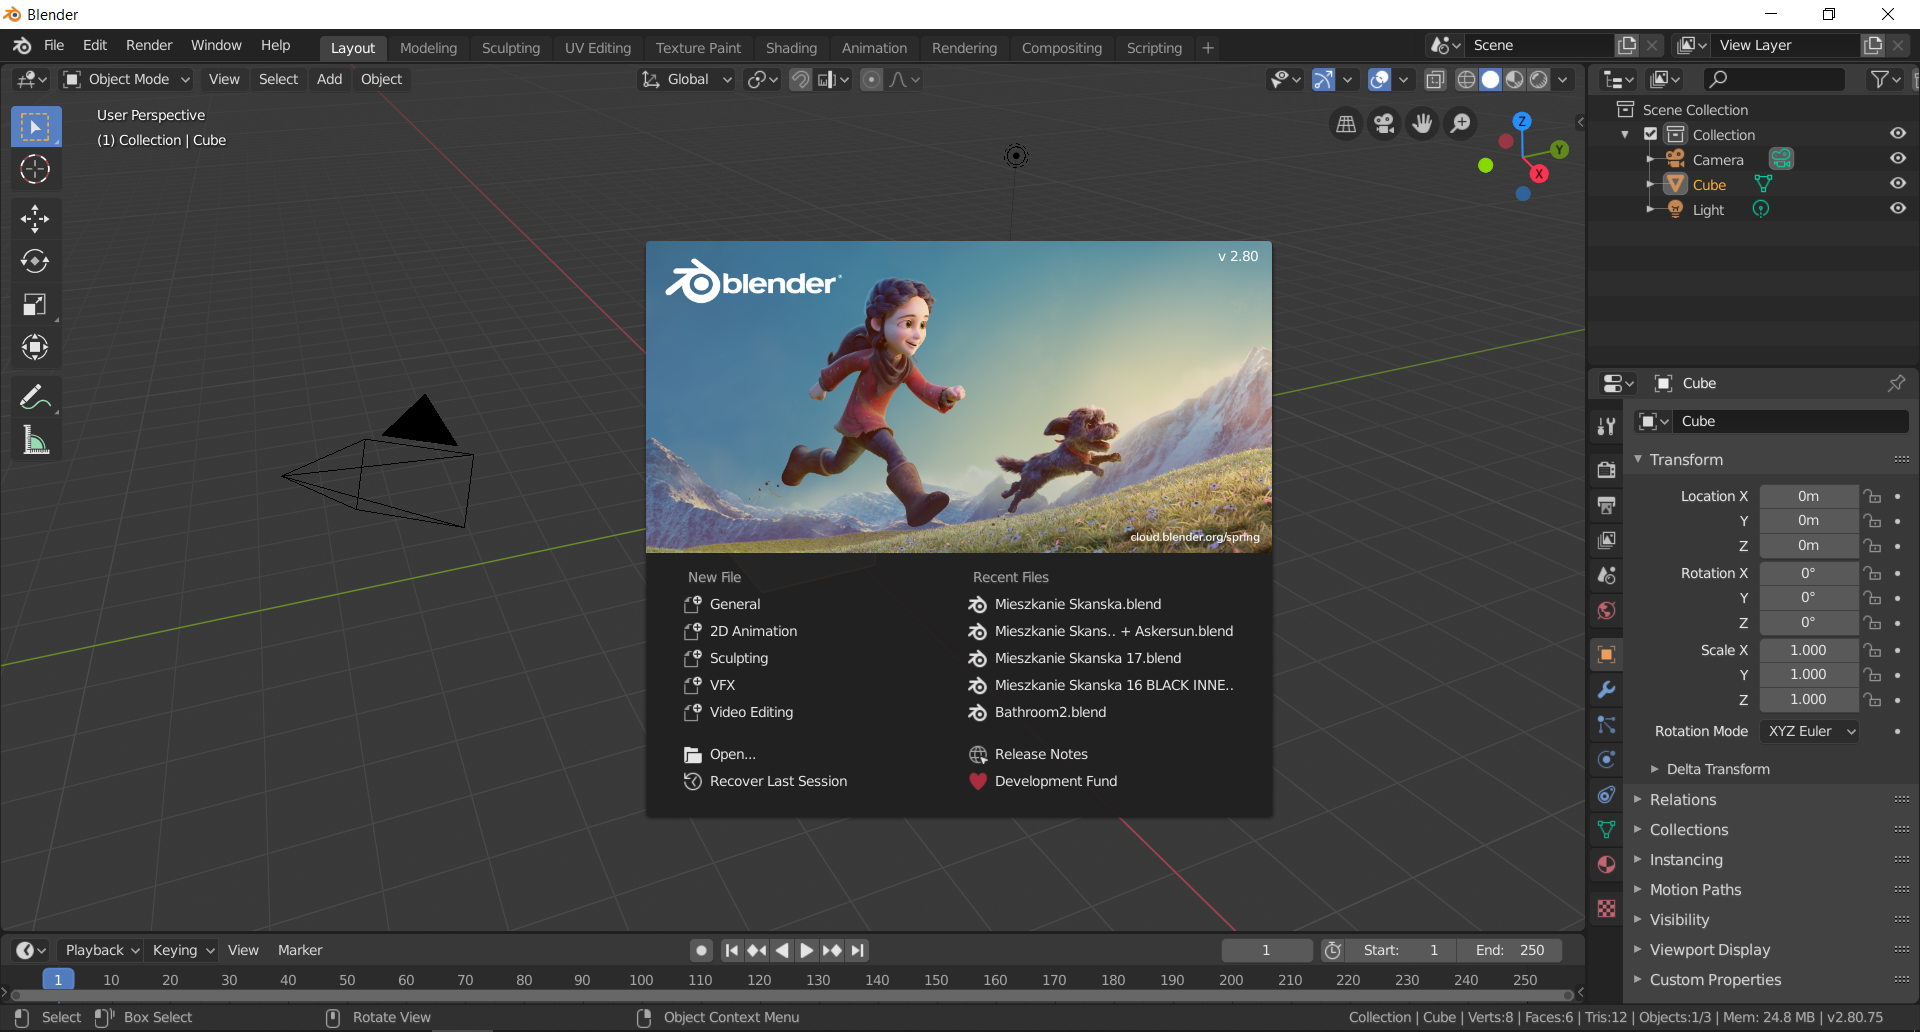 Blender
File Edit Render Window Help Layout Modeling Sculpting UV Editing Texture Paint Shading Animation Rendering Compositing Scripting + Scene View Layer
Object Mode View Select Add Object Global
User Perspective
(1) Collection | Cube
Z
Y
X
Scene Collection
Collection
Camera
Cube
Light
blender
v 2.80
cloud.blender.org/spring
New File
General
2D Animation
Sculpting
VFX
Video Editing
Open...
Recover Last Session
Recent Files
Mieszkanie Skanska.blend
Mieszkanie Skans.. + Askersun.blend
Mieszkanie Skanska 17.blend
Mieszkanie Skanska 16 BLACK INNE..
Bathroom2.blend
Release Notes
Development Fund
Cube
Cube
Transform
Location X 0m
Y 0m
Z 0m
Rotation X 0°
Y 0°
Z 0°
Scale X 1.000
Y 1.000
Z 1.000
Rotation Mode XYZ Euler
Delta Transform
Relations
Collections
Instancing
Motion Paths
Visibility
Viewport Display
Custom Properties
Playback Keying View Marker 1 Start: 1 End: 250
1 10 20 30 40 50 60 70 80 90 100 110 120 130 140 150 160 170 180 190 200 210 220 230 240 250
Select Box Select Rotate View Object Context Menu Collection | Cube | Verts:8 | Faces:6 | Tris:12 | Objects:1/3 | Mem: 24.8 MB | v2.80.75